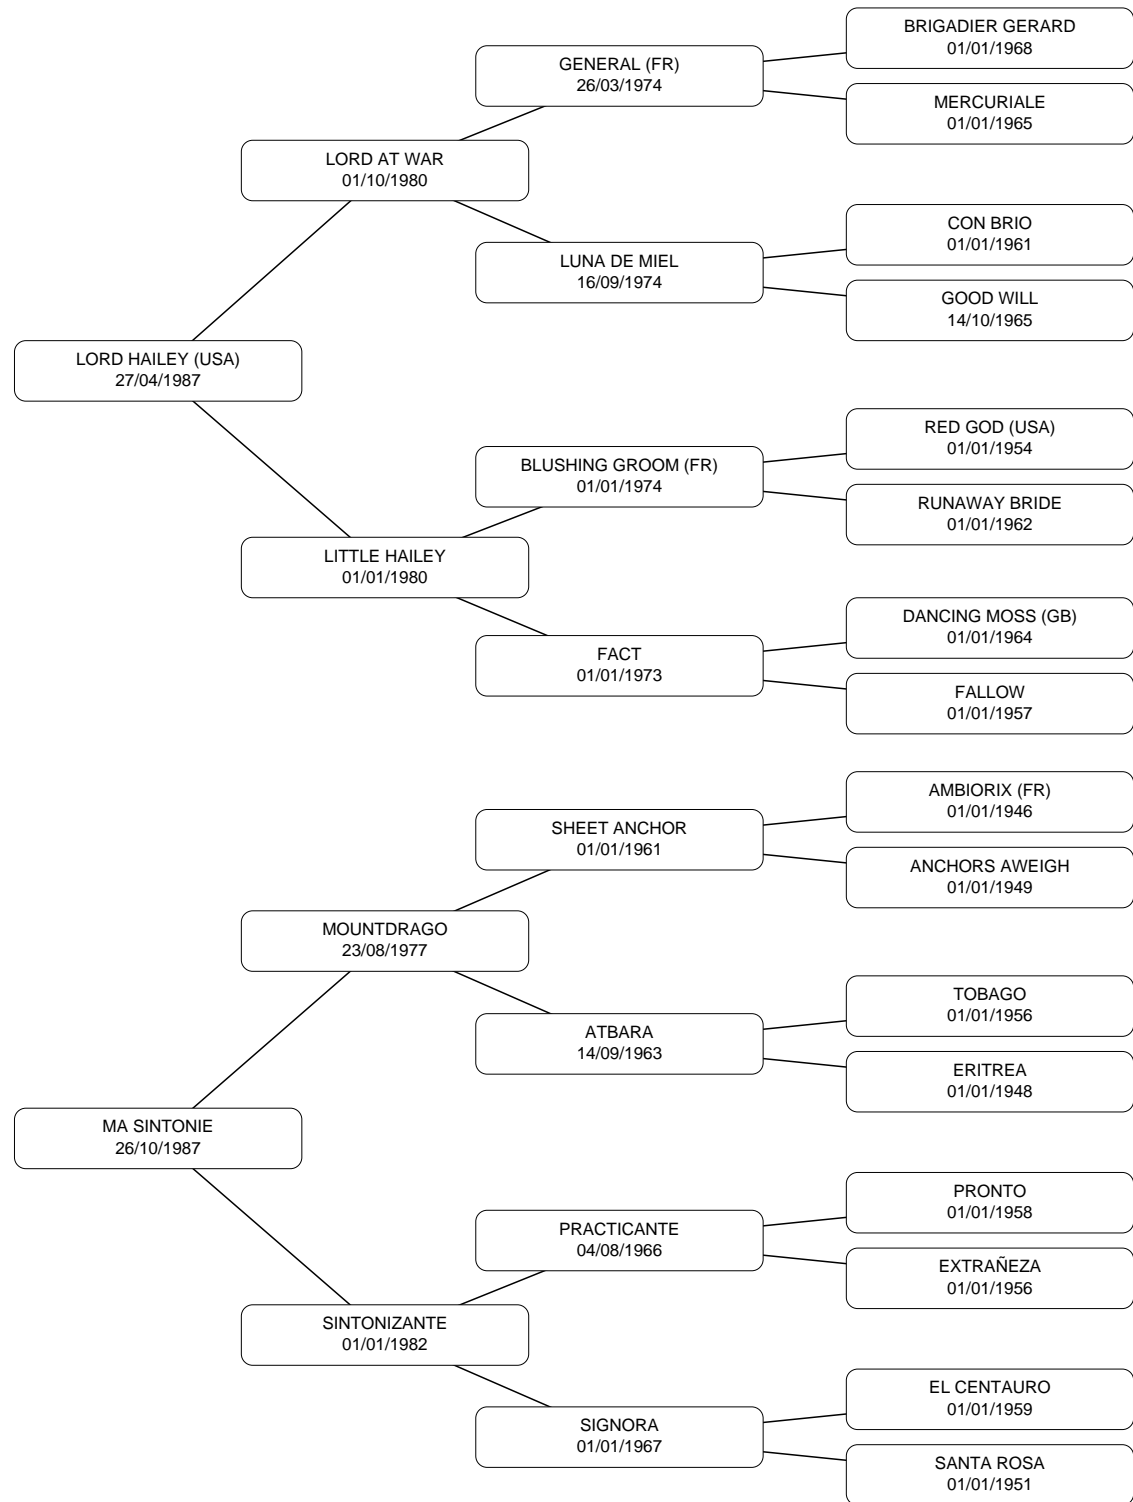 BRIGADIER GERARD
01/01/1968
GENERAL (FR)
26/03/1974
MERCURIALE
01/01/1965
LORD AT WAR
01/10/1980
CON BRIO
01/01/1961
LUNA DE MIEL
16/09/1974
GOOD WILL
14/10/1965
LORD HAILEY (USA)
27/04/1987
RED GOD (USA)
01/01/1954
BLUSHING GROOM (FR)
01/01/1974
RUNAWAY BRIDE
01/01/1962
LITTLE HAILEY
01/01/1980
DANCING MOSS (GB)
01/01/1964
FACT
01/01/1973
FALLOW
01/01/1957
AMBIORIX (FR)
01/01/1946
SHEET ANCHOR
01/01/1961
ANCHORS AWEIGH
01/01/1949
MOUNTDRAGO
23/08/1977
TOBAGO
01/01/1956
ATBARA
14/09/1963
ERITREA
01/01/1948
MA SINTONIE
26/10/1987
PRONTO
01/01/1958
PRACTICANTE
04/08/1966
EXTRAÑEZA
01/01/1956
SINTONIZANTE
01/01/1982
EL CENTAURO
01/01/1959
SIGNORA
01/01/1967
SANTA ROSA
01/01/1951